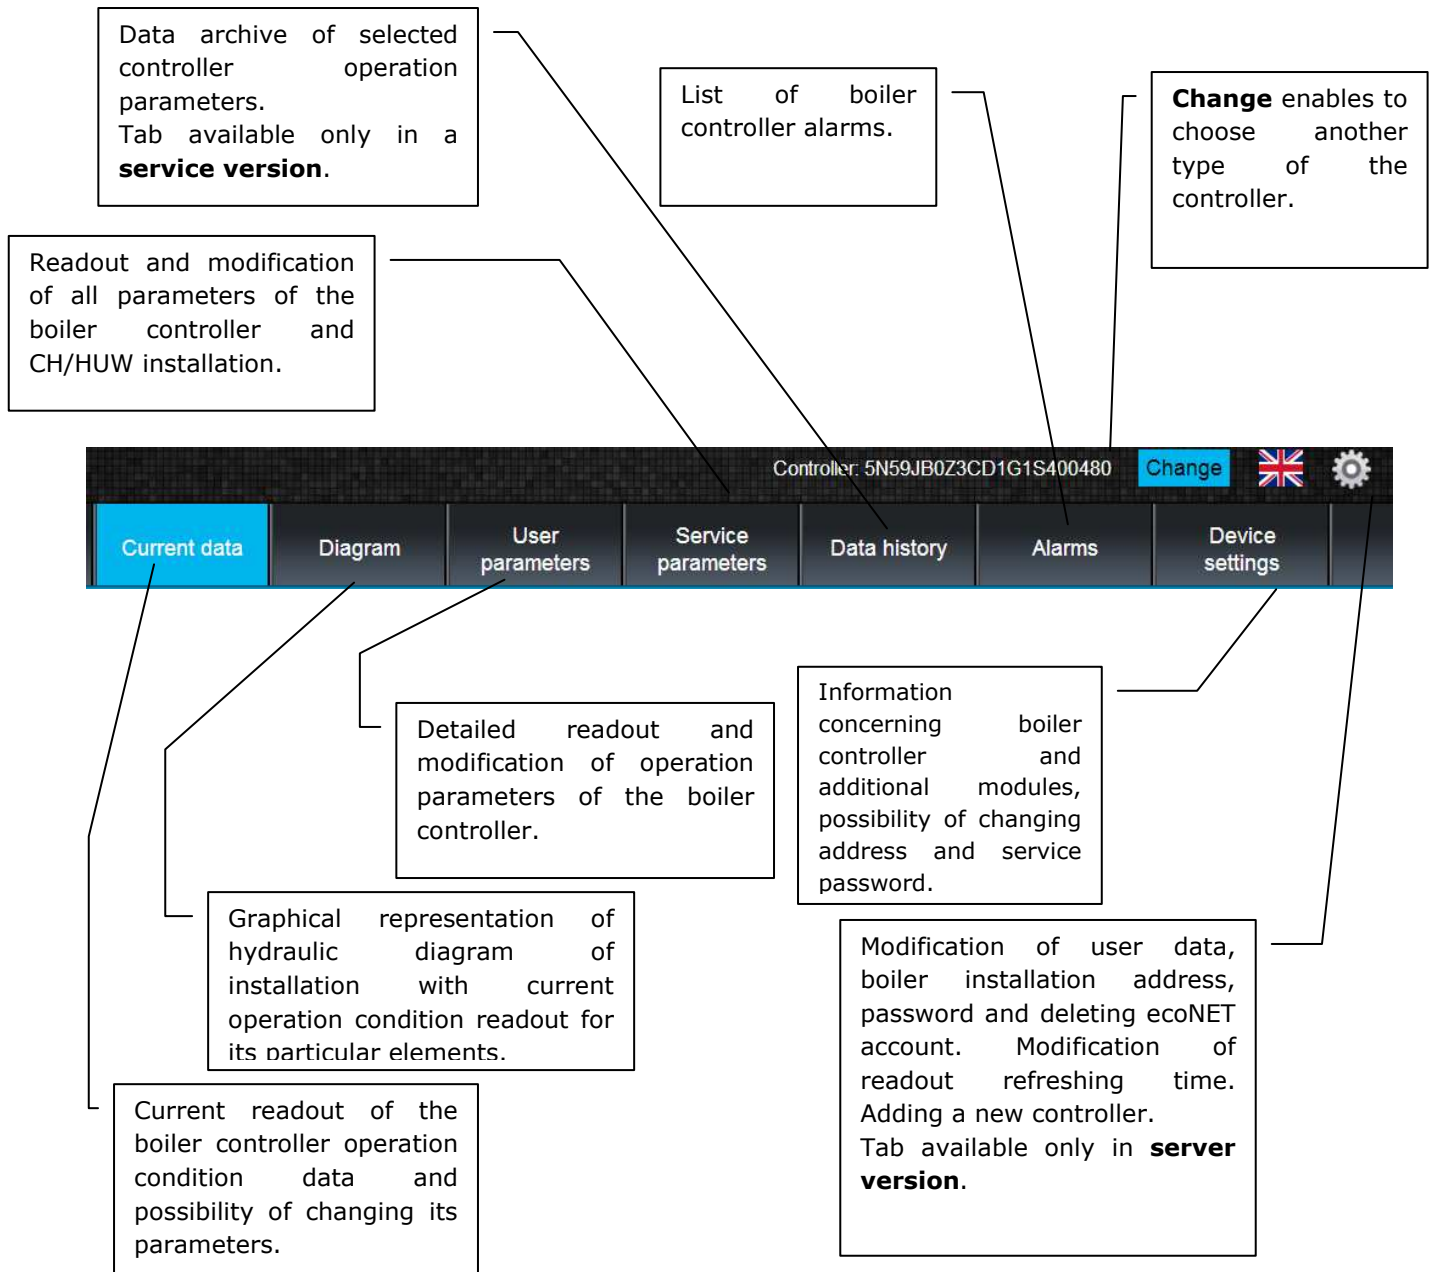 Data archive of selected
controller operation
parameters.
Tab available only in a
service version.
List of boiler
controller alarms.
Change enables to
choose another
type of the
controller.
Readout and modification
of all parameters of the
boiler controller and
CH/HUW installation.
Controller: 5N59JB0Z3CD1G1S400480 Change
Current data
Diagram
User
parameters
Service
parameters
Data history
Alarms
Device
settings
Information
concerning boiler
controller and
additional modules,
possibility of changing
address and service
password.
Detailed readout and
modification of operation
parameters of the boiler
controller.
Graphical representation of
hydraulic diagram of
installation with current
operation condition readout for
its particular elements.
Modification of user data,
boiler installation address,
password and deleting ecoNET
account. Modification of
readout refreshing time.
Adding a new controller.
Tab available only in server
version.
Current readout of the
boiler controller operation
condition data and
possibility of changing its
parameters.